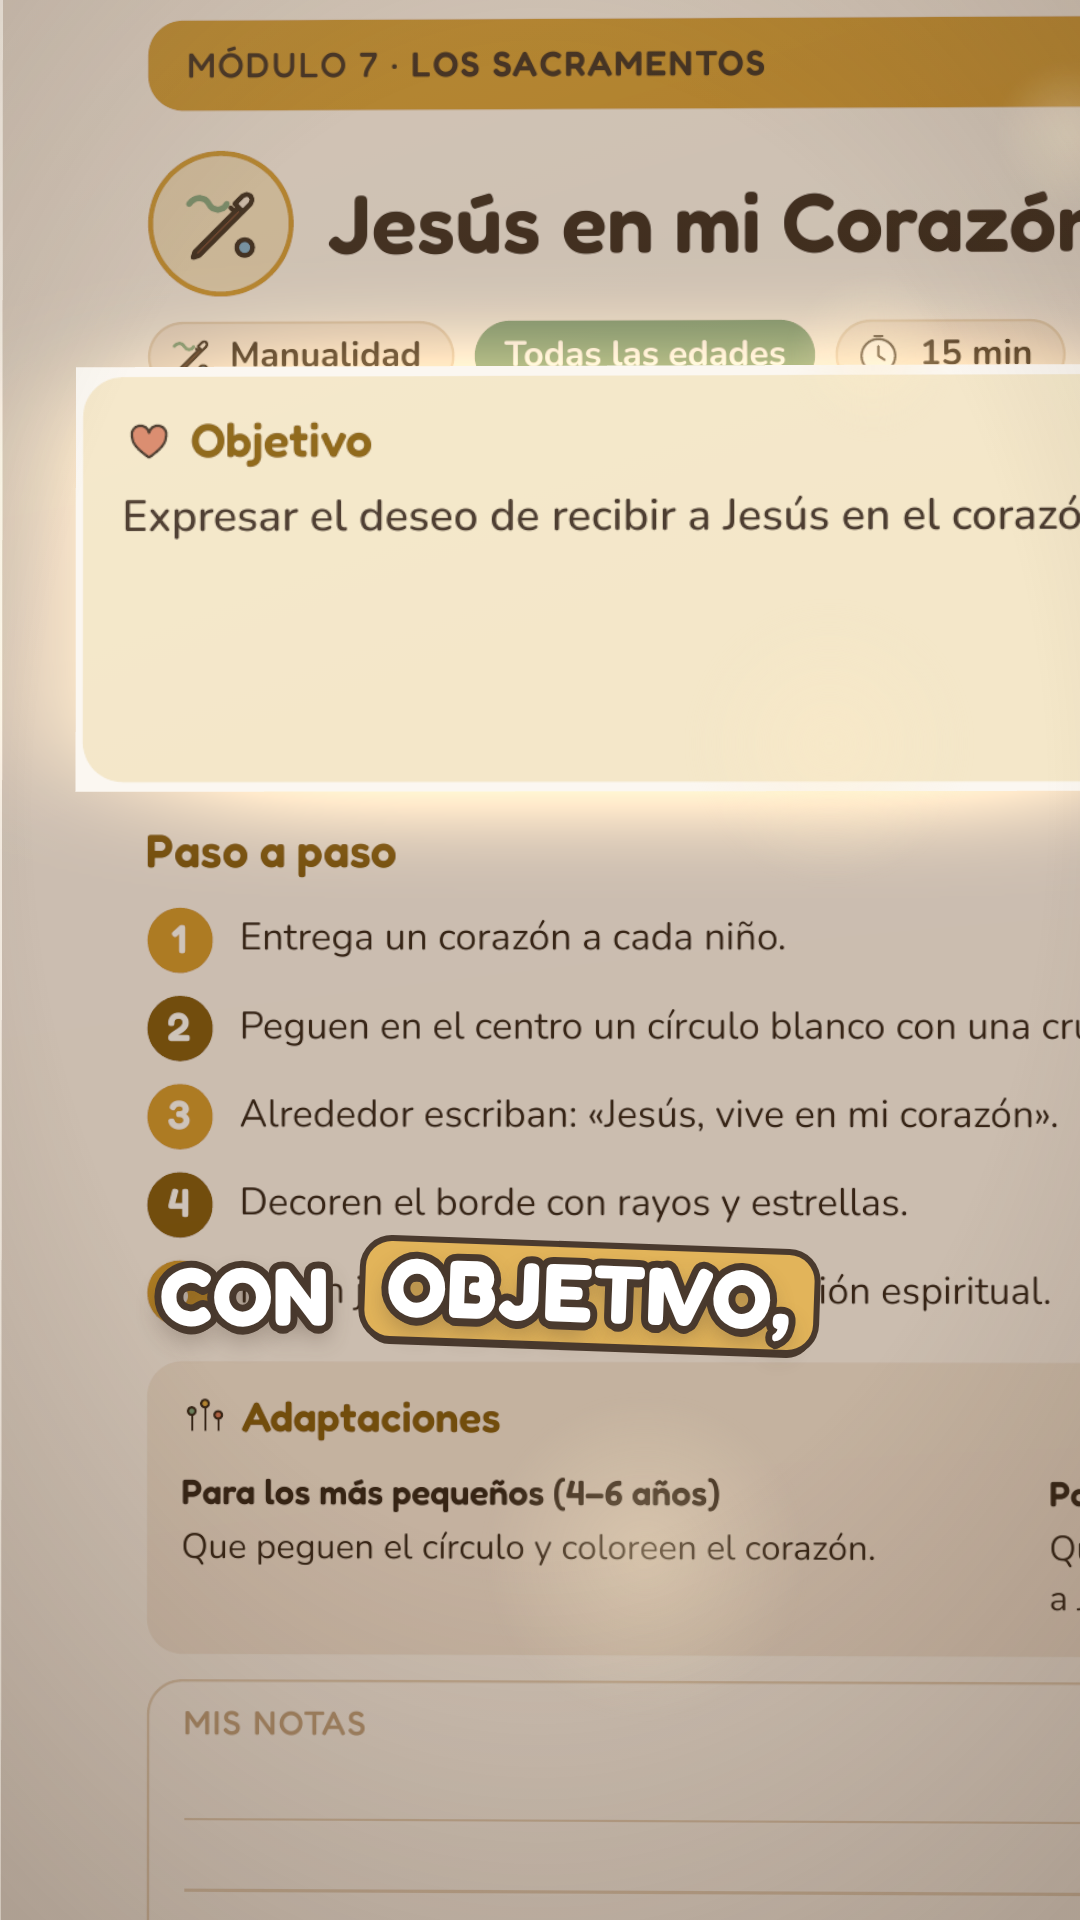 MÓDULO 7 · LOS SACRAMENTOS
Jesús en mi Corazón
Manualidad
Todas las edades
15 min
Objetivo
Expresar el deseo de recibir a Jesús en el corazó
Paso a paso
1 Entrega un corazón a cada niño.
2 Peguen en el centro un círculo blanco con una cru
3 Alrededor escriban: «Jesús, vive en mi corazón».
4 Decoren el borde con rayos y estrellas.
CON OBJETIVO,
ión espiritual.
Adaptaciones
Para los más pequeños (4–6 años)
Que peguen el círculo y coloreen el corazón.
Pa
Qu
a
MIS NOTAS